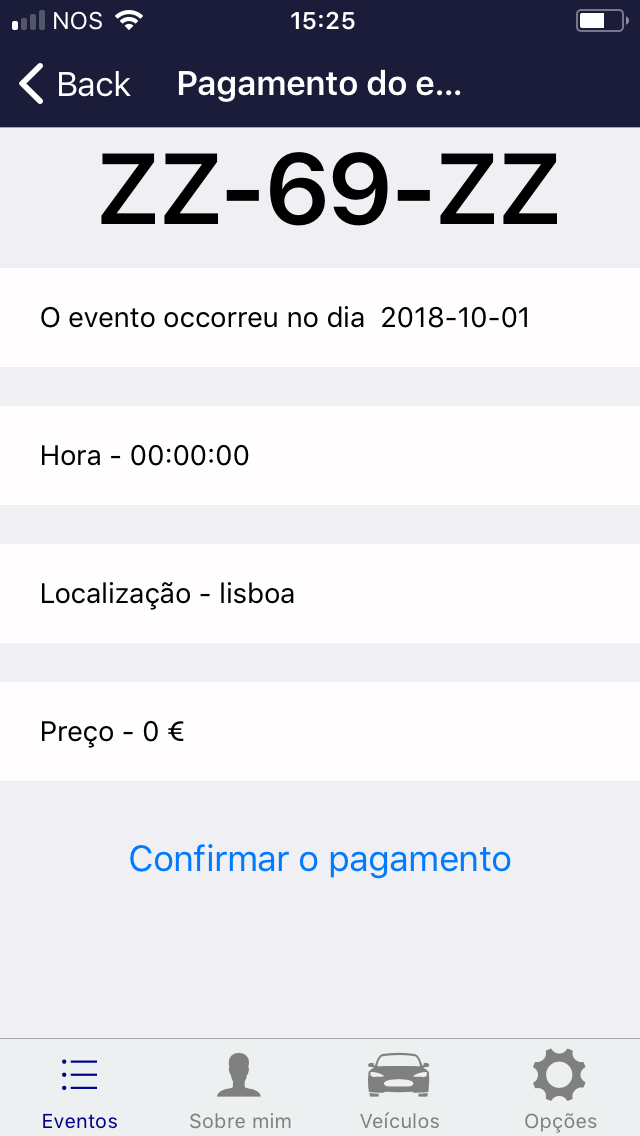 NOS 15:25
Back Pagamento do e...
ZZ-69-ZZ
O evento occorreu no dia 2018-10-01
Hora - 00:00:00
Localização - lisboa
Preço - 0 €
Confirmar o pagamento
Eventos Sobre mim Veículos Opções